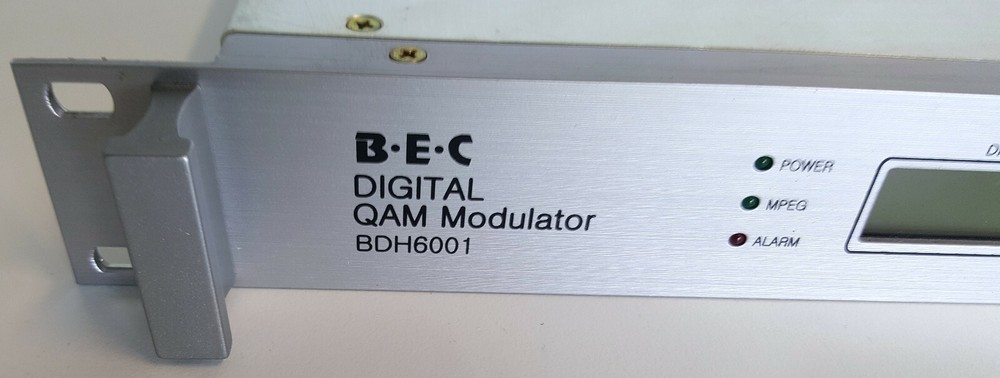 B·E·C
DIGITAL
QAM Modulator
BDH6001
POWER
MPEG
ALARM